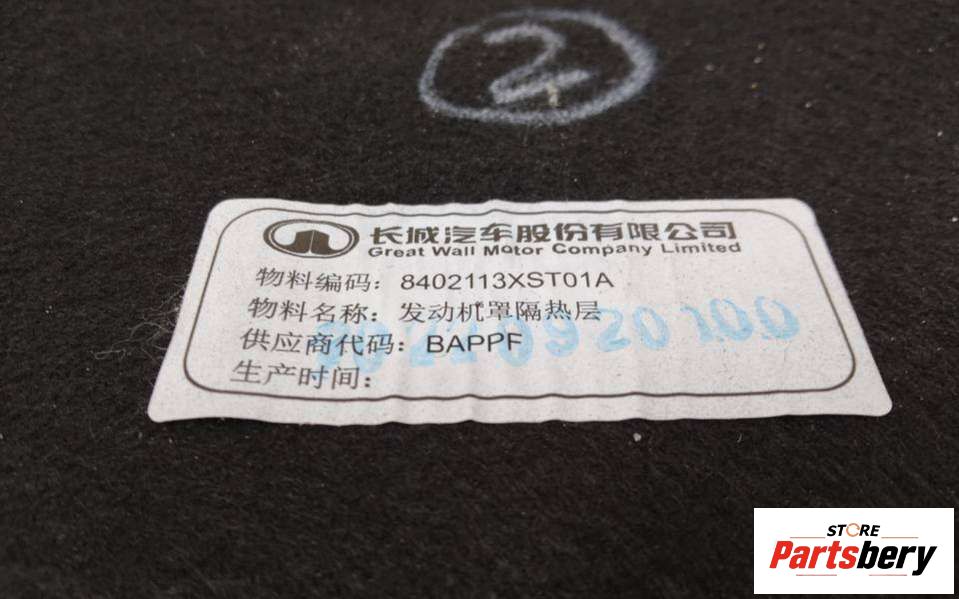 2
长城汽车股份有限公司
Great Wall Motor Company Limited
物料编码：8402113XST01A
物料名称：发动机罩隔热层
供应商代码：BAPPF
生产时间：
STORE
Partsbery